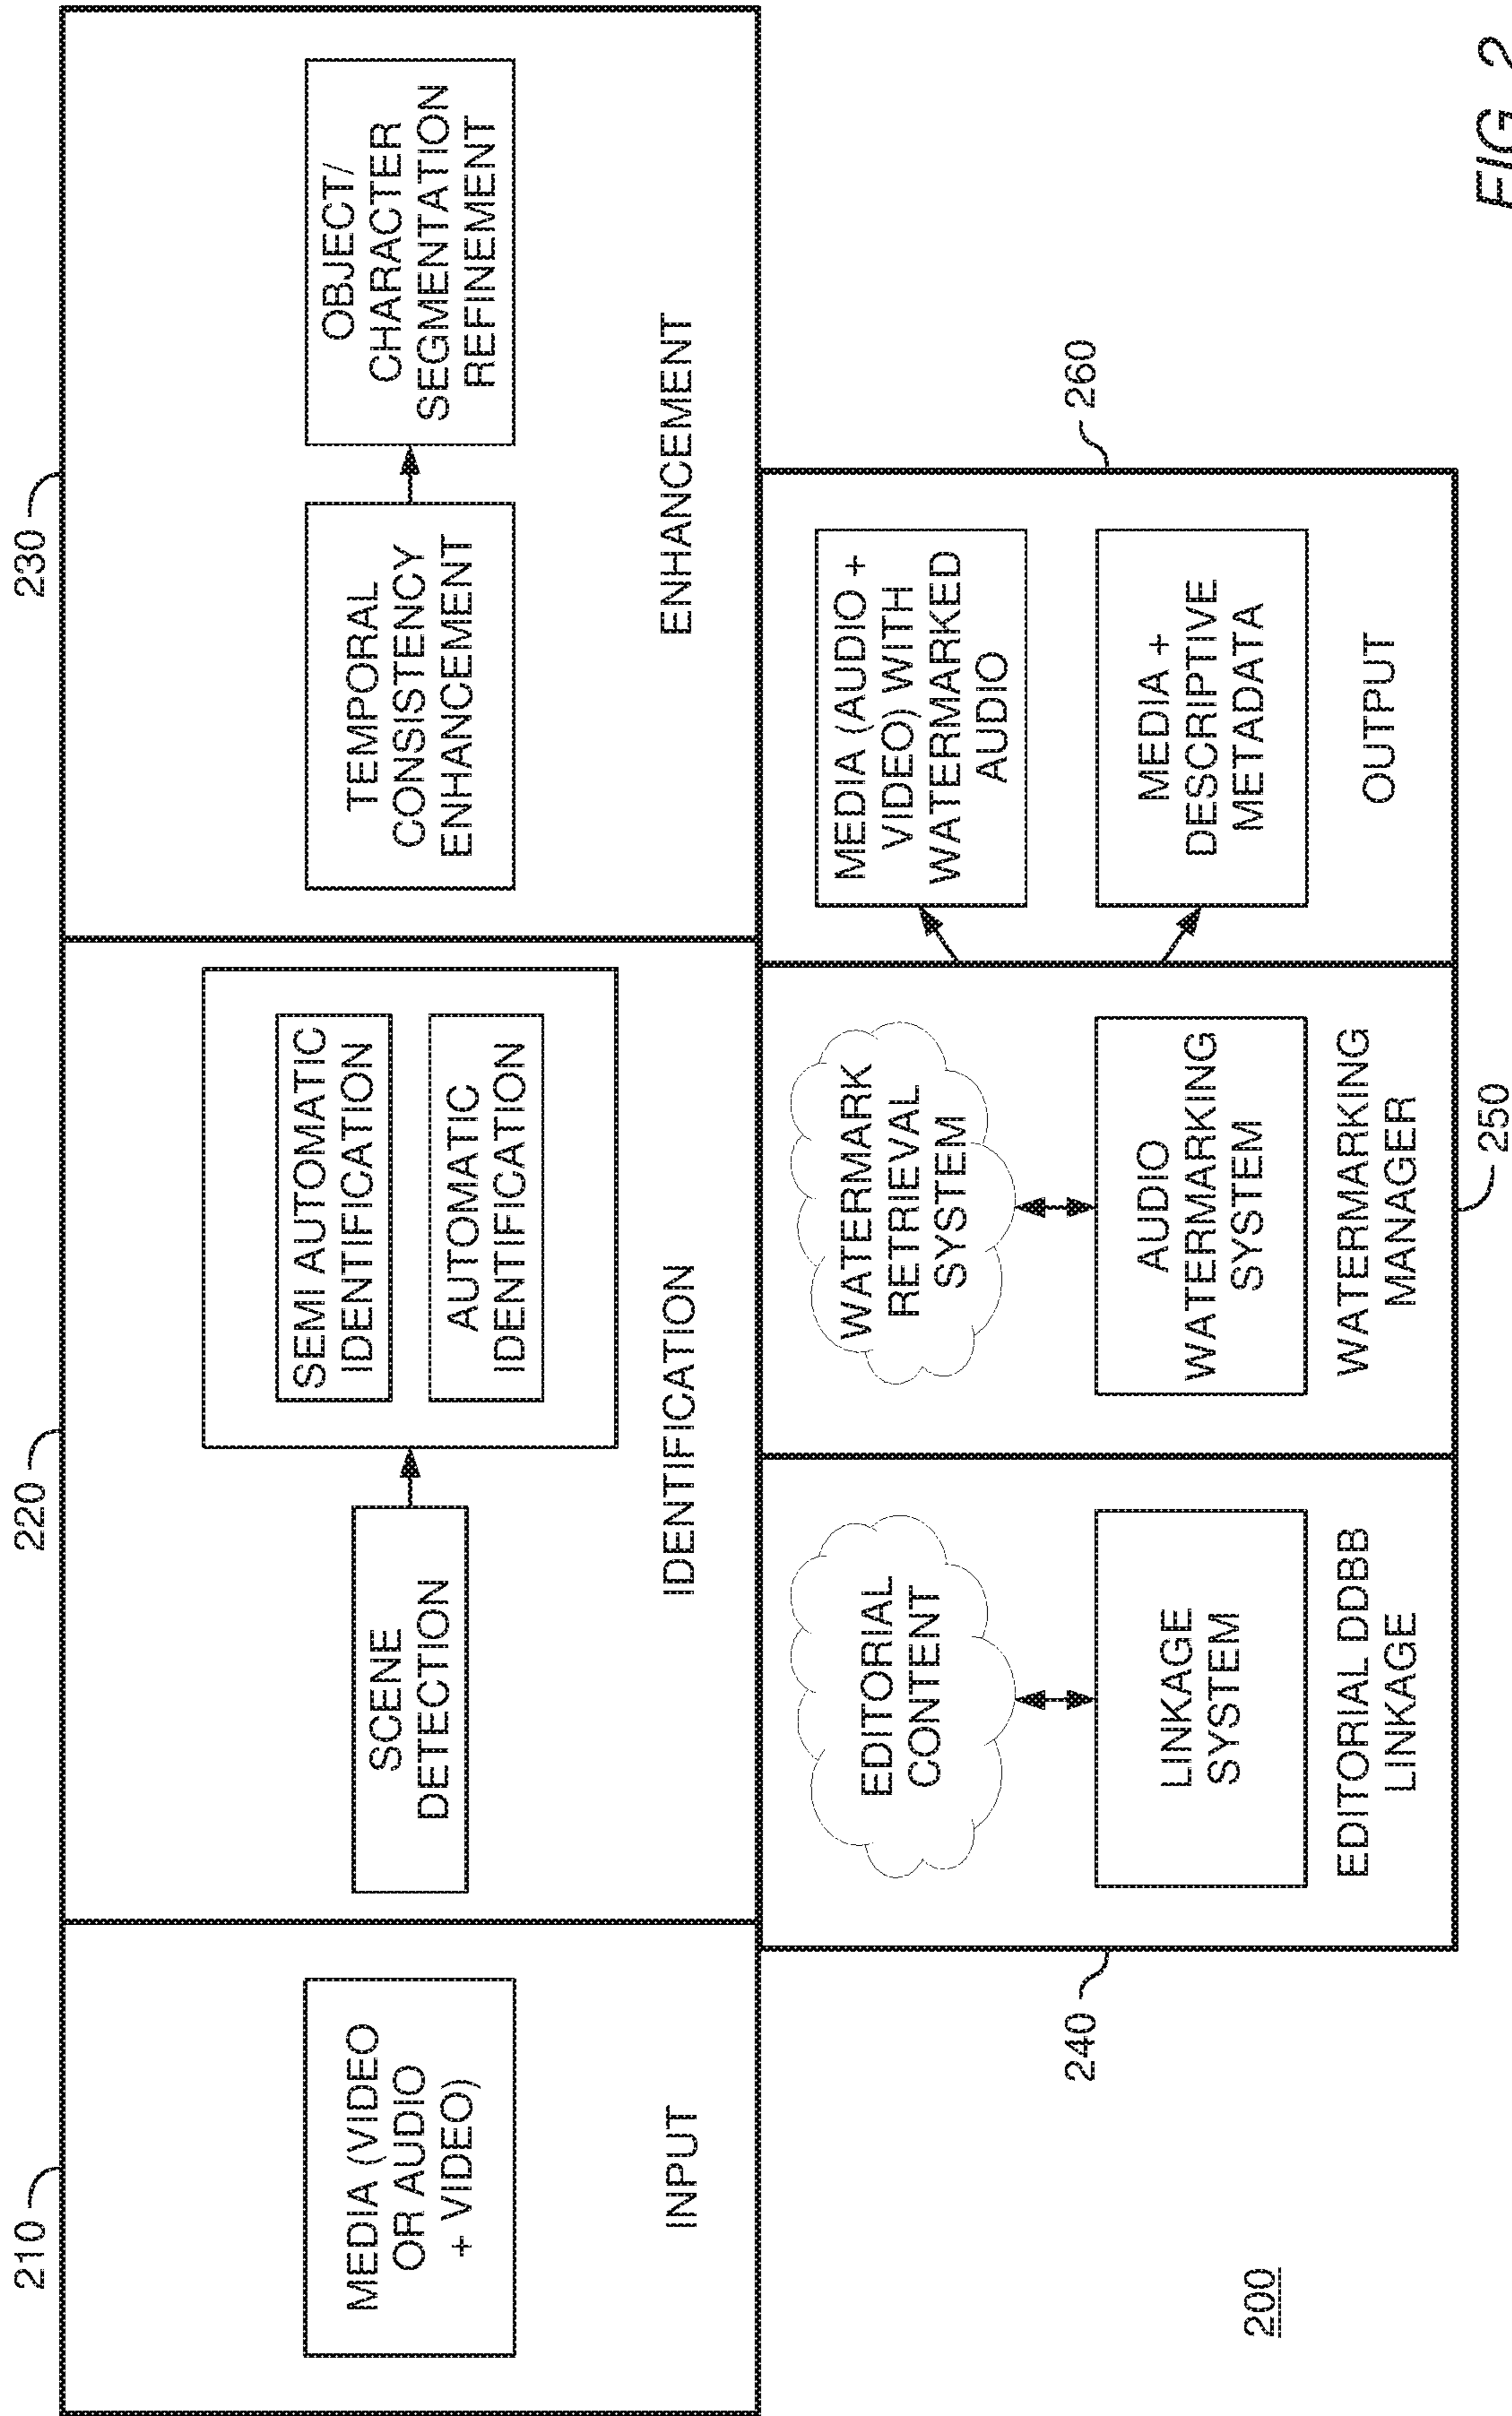 210
220
230
MEDIA (VIDEO
OR AUDIO
+ VIDEO)
INPUT
SCENE
DETECTION
SEMI AUTOMATIC
IDENTIFICATION
AUTOMATIC
IDENTIFICATION
IDENTIFICATION
TEMPORAL
CONSISTENCY
ENHANCEMENT
OBJECT/
CHARACTER
SEGMENTATION
REFINEMENT
ENHANCEMENT
240
EDITORIAL
CONTENT
LINKAGE
SYSTEM
EDITORIAL DDBB
LINKAGE
WATERMARK
RETRIEVAL
SYSTEM
AUDIO
WATERMARKING
SYSTEM
WATERMARKING
MANAGER
250
MEDIA (AUDIO +
VIDEO) WITH
WATERMARKED
AUDIO
MEDIA +
DESCRIPTIVE
METADATA
OUTPUT
260
200
FIG. 2